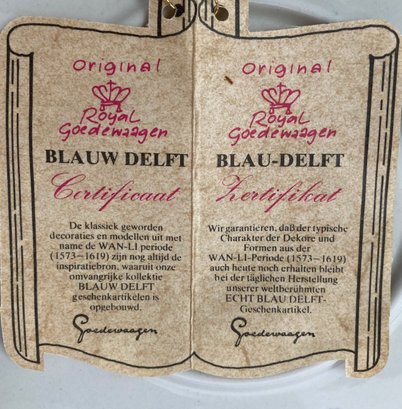 Original
Royal
Goedewaagen
BLAUW DELFT
Certificaat
De klassiek geworden
decoraties en modellen uit met
name de WAN-LI periode
(1573-1619) zijn nog altijd de
inspiratiebron, waaruit onze
omvangrijke kollektie
BLAUW DELFT
geschenkartikelen is
opgebouwd.
Goedewaagen
Original
Royal
Goedewaagen
BLAU-DELFT
Zertifikat
Wir garantieren, daß der typische
Charakter der Dekore und
Formen aus der
WAN-LI-Periode (1573-1619)
auch heute noch erhalten bleibt
bei der täglichen Herstellung
unserer weltberühmten
ECHT BLAU DELFT-
Geschenkartikel.
Goedewaagen